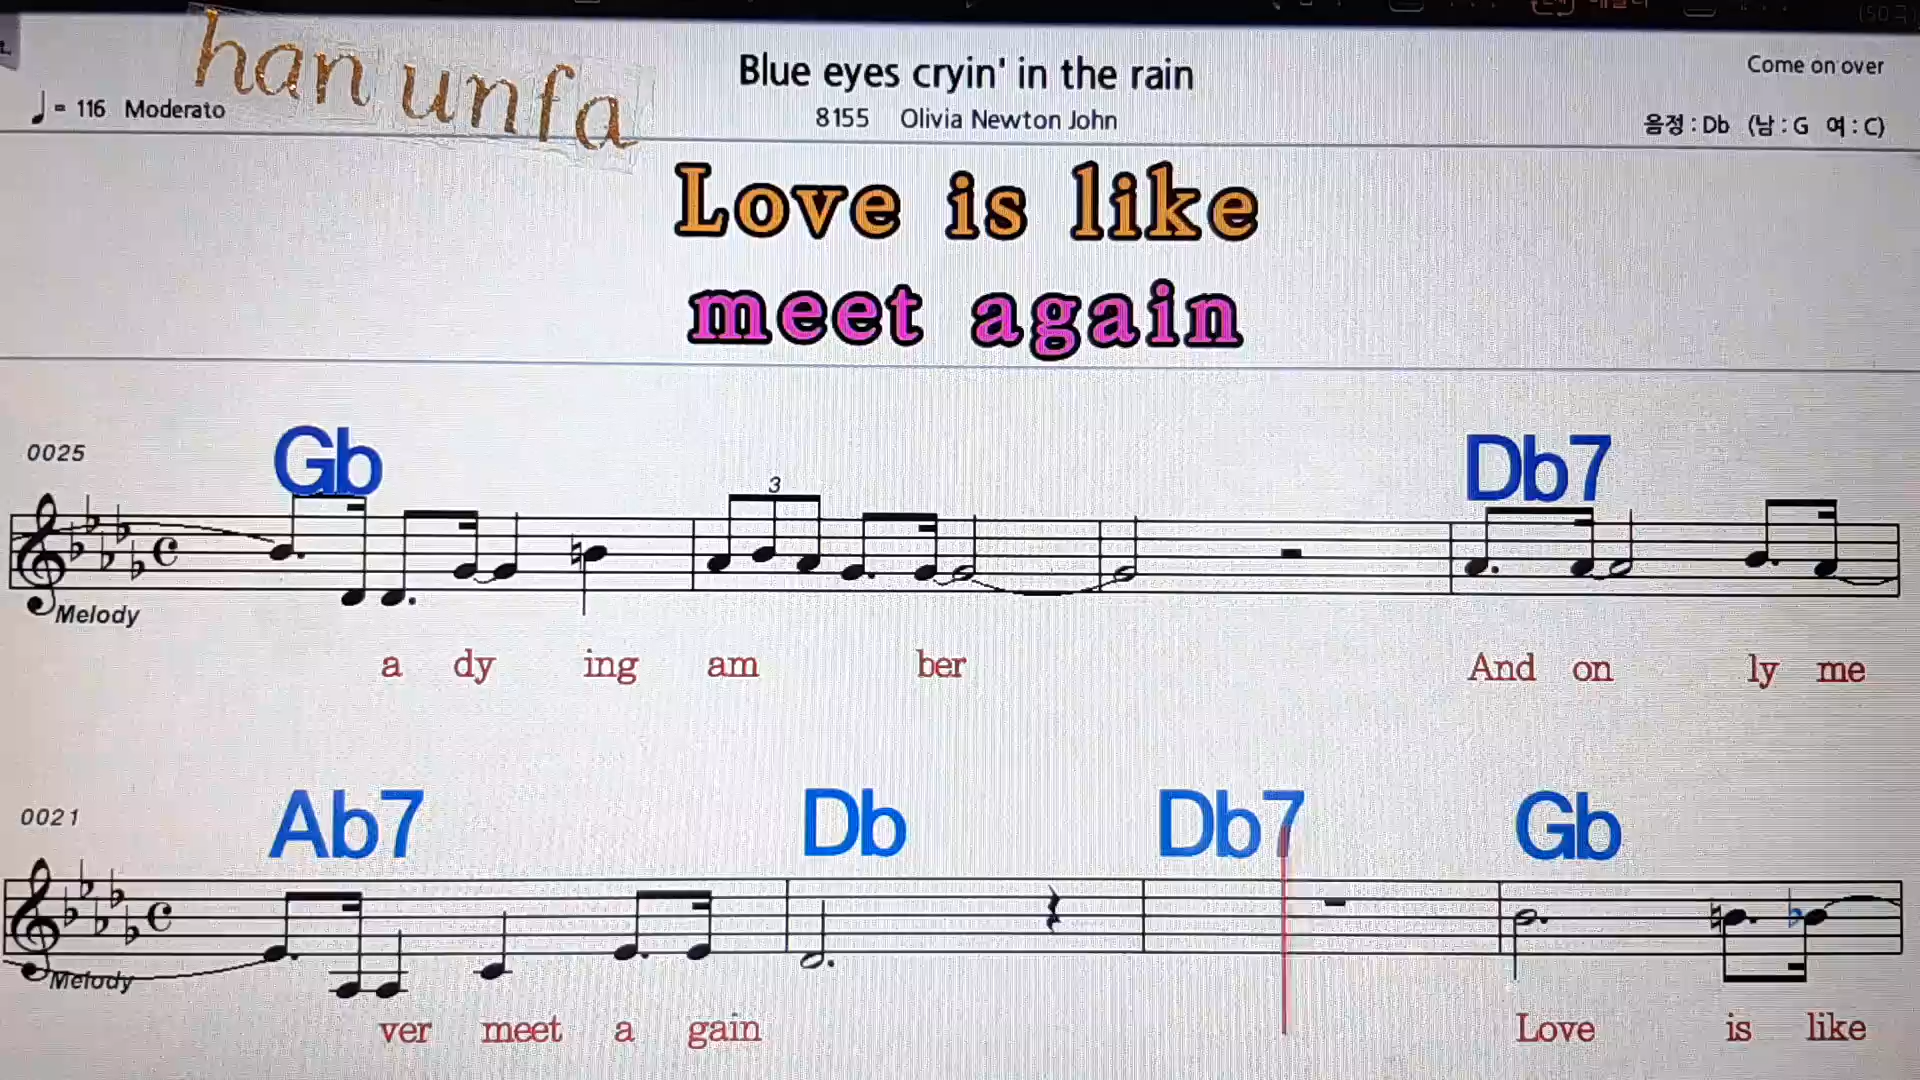 han unfa
Blue eyes cryin' in the rain
Come on over
♩= 116 Moderato
8155 Olivia Newton John
음정 : Db (남 : G 여 : C)
Love is like
meet again
0025
Gb
Db7
3
Melody
a dy ing am ber And on ly me
0021
Ab7 Db Db7 Gb
Melody
ver meet a gain Love is like